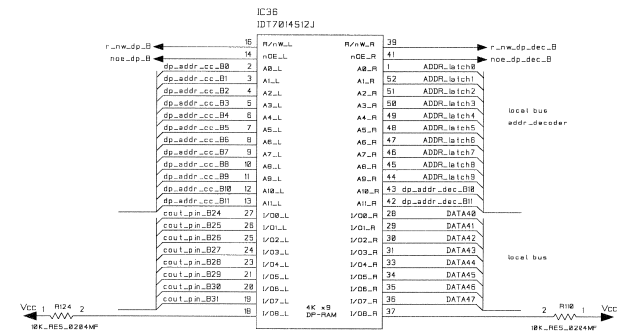 IC36
IDT7014S12J
r_nw_dp_B 16 R/nW_L R/nW_R 39 r_nw_dp_dec_B
noe_dp_B 14 nOE_L nOE_R 41 noe_dp_dec_B
dp_addr_cc_B0 2 A0_L A0_R 1 ADDR_latch0
dp_addr_cc_B1 3 A1_L A1_R 52 ADDR_latch1
dp_addr_cc_B2 4 A2_L A2_R 51 ADDR_latch2
dp_addr_cc_B3 5 A3_L A3_R 50 ADDR_latch3
local bus
dp_addr_cc_B4 6 A4_L A4_R 49 ADDR_latch4
addr_decoder
dp_addr_cc_B5 7 A5_L A5_R 48 ADDR_latch5
dp_addr_cc_B6 8 A6_L A6_R 47 ADDR_latch6
dp_addr_cc_B7 9 A7_L A7_R 46 ADDR_latch7
dp_addr_cc_B8 10 A8_L A8_R 45 ADDR_latch8
dp_addr_cc_B9 11 A9_L A9_R 44 ADDR_latch9
dp_addr_cc_B10 12 A10_L A10_R 43 dp_addr_dec_B10
dp_addr_cc_B11 13 A11_L A11_R 42 dp_addr_dec_B11
cout_pin_B24 27 I/O0_L I/O0_R 28 DATA40
cout_pin_B25 26 I/O1_L I/O1_R 29 DATA41
cout_pin_B26 25 I/O2_L I/O2_R 30 DATA42
cout_pin_B27 24 I/O3_L I/O3_R 31 DATA43
local bus
cout_pin_B28 23 I/O4_L I/O4_R 33 DATA44
cout_pin_B29 21 I/O5_L I/O5_R 34 DATA45
cout_pin_B30 20 I/O6_L I/O6_R 35 DATA46
cout_pin_B31 19 I/O7_L I/O7_R 36 DATA47
Vcc 1 R124 2 18 I/O8_L I/O8_R 37 2 R110 1 Vcc
4K x9
DP-RAM
10K_RES_0204MF 10K_RES_0204MF